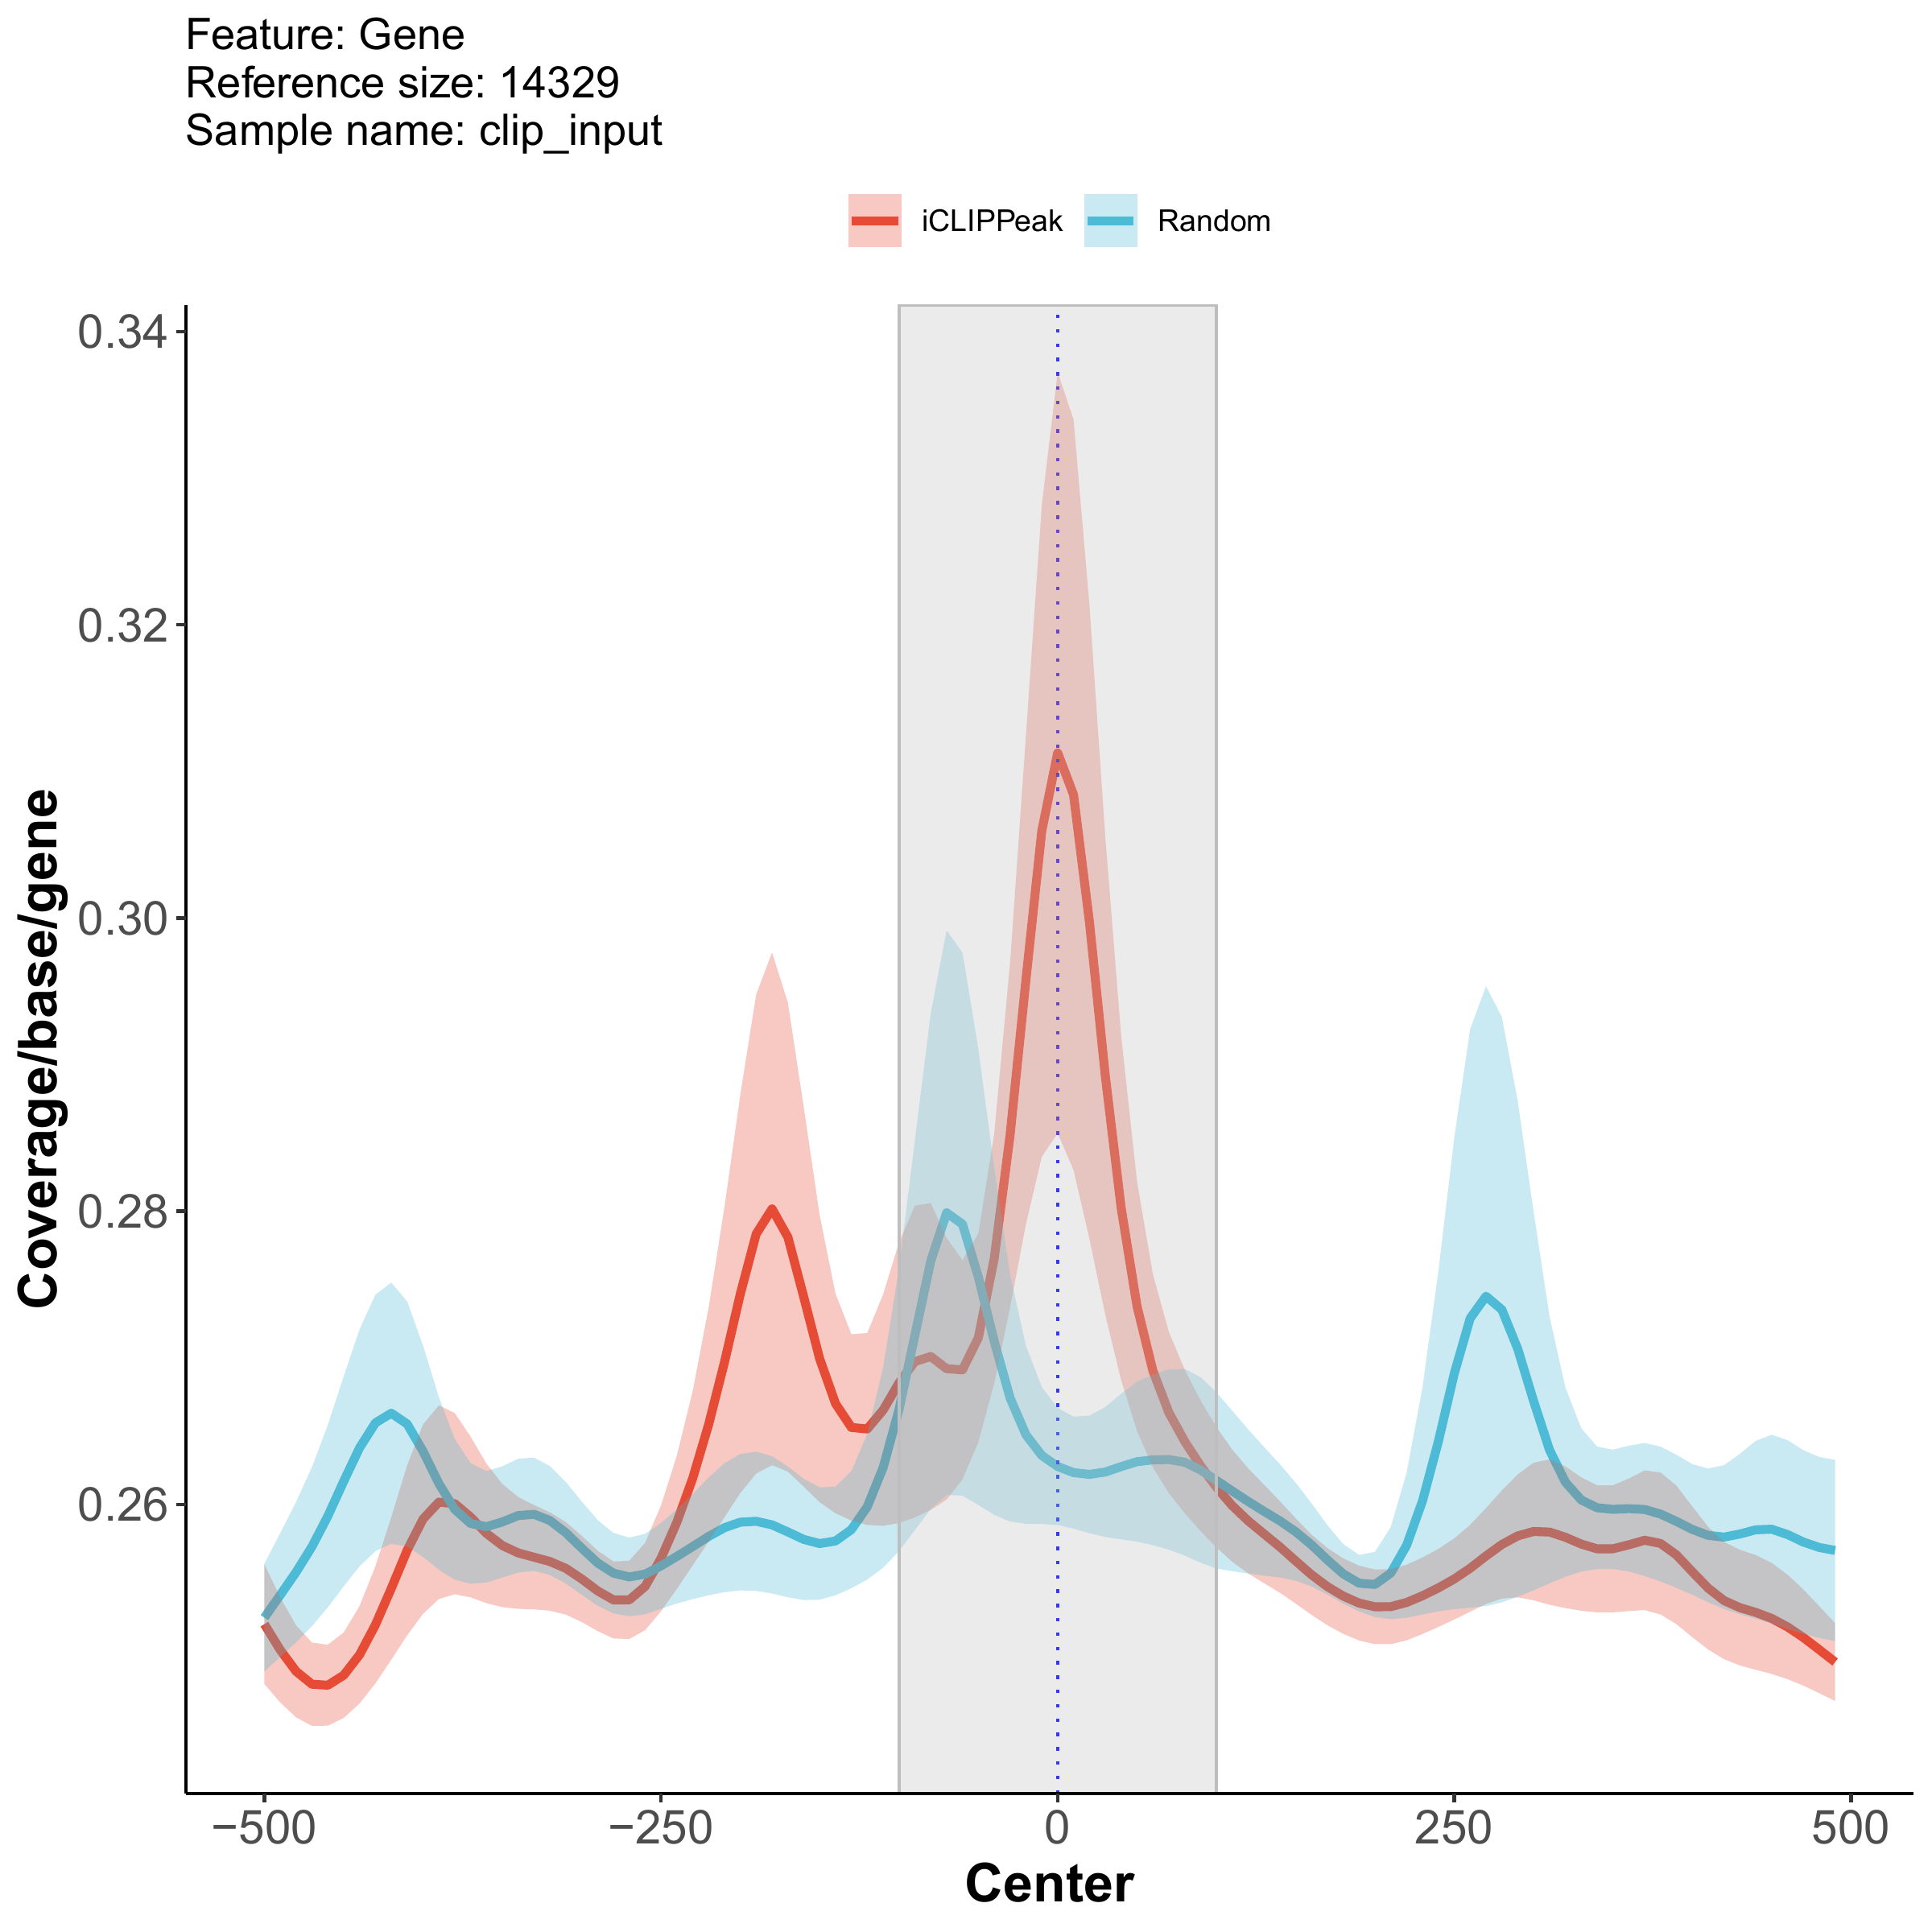 Feature: Gene
Reference size: 14329
Sample name: clip_input
iCLIPPeak Random
0.34
0.32
0.30
0.28
0.26
Coverage/base/gene
−500 −250 0 250 500
Center